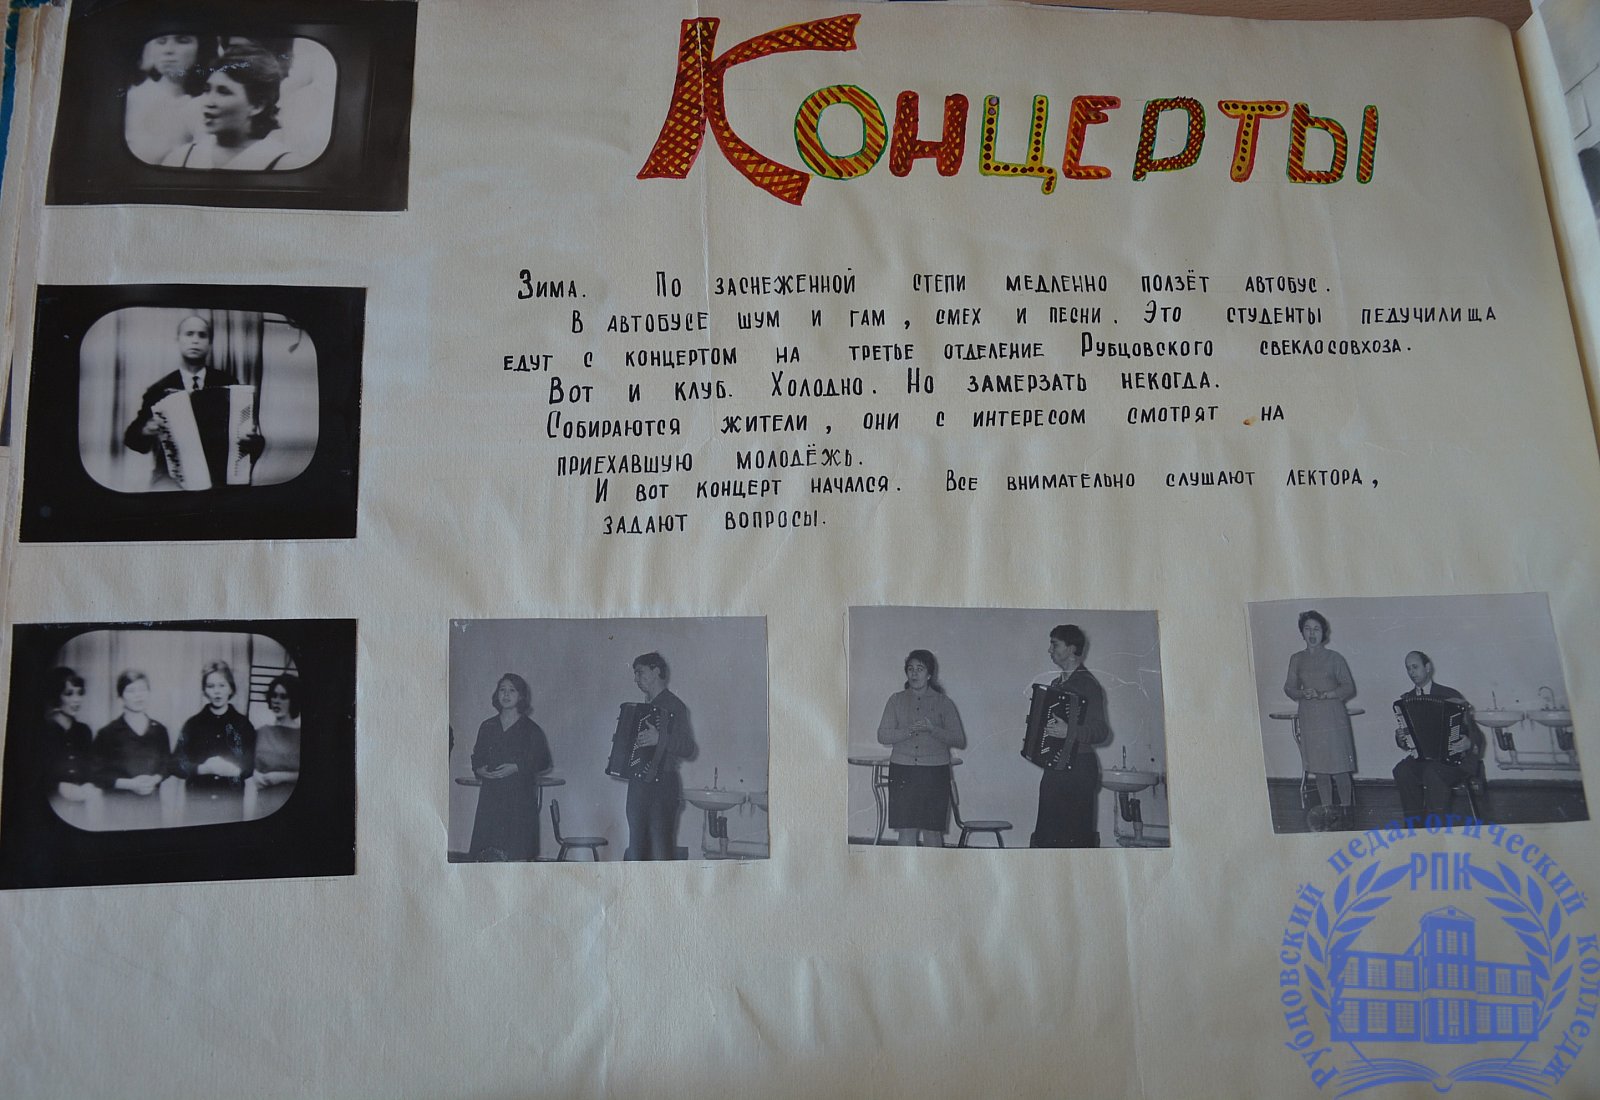 Концерты
Зима. По заснеженной степи медленно ползёт автобус.
В автобусе шум и гам, смех и песни. Это студенты педучилища
едут с концертом на третье отделение Рубцовского свеклосовхоза.
Вот и клуб. Холодно. Но замерзать некогда.
Собираются жители, они с интересом смотрят на
приехавшую молодёжь.
И вот концерт начался. Все внимательно слушают лектора,
задают вопросы.
Рубцовский педагогический колледж
РПК